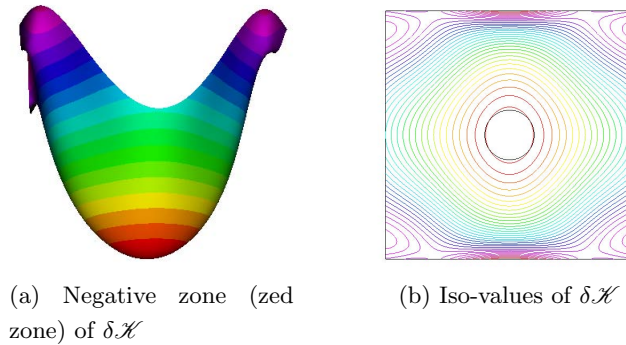 (a) Negative zone (zed
zone) of δ𝒦
(b) Iso-values of δ𝒦